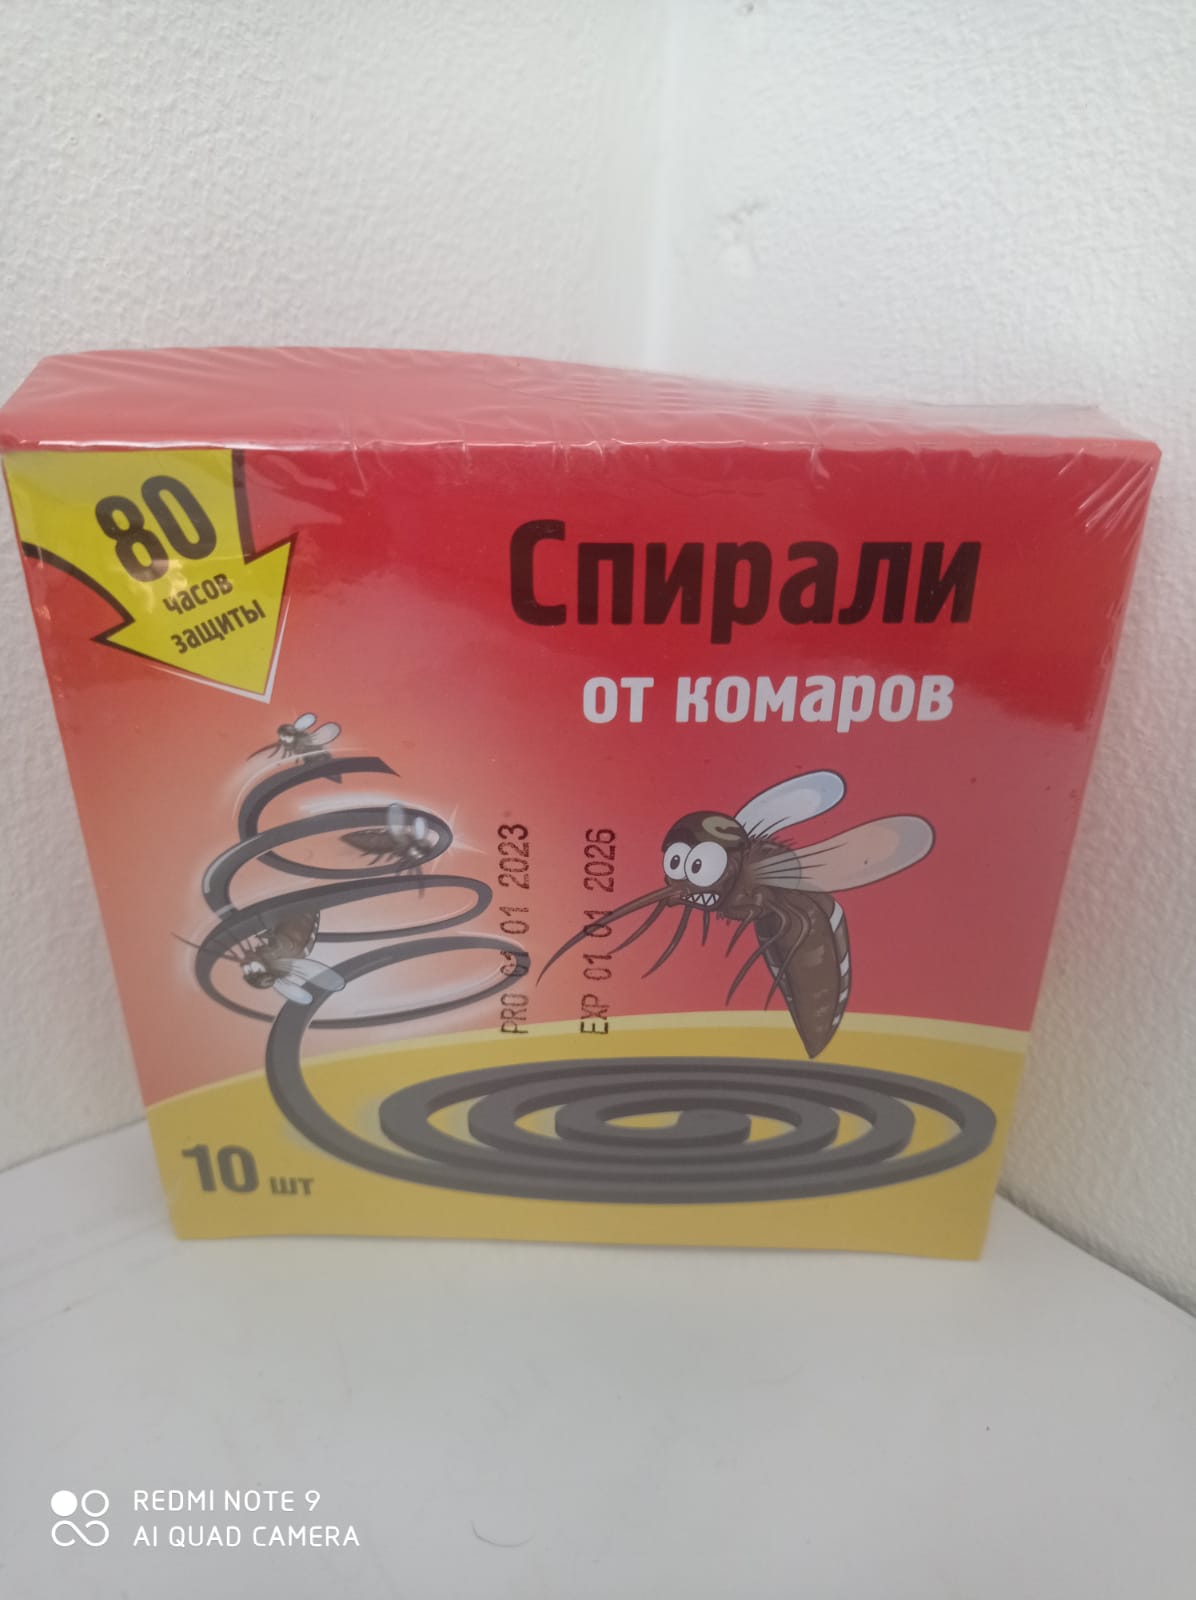 80
часов
защиты
Спирали
от комаров
PRO 01 01 2023
EXP 01 01 2026
10 шт
REDMI NOTE 9
AI QUAD CAMERA